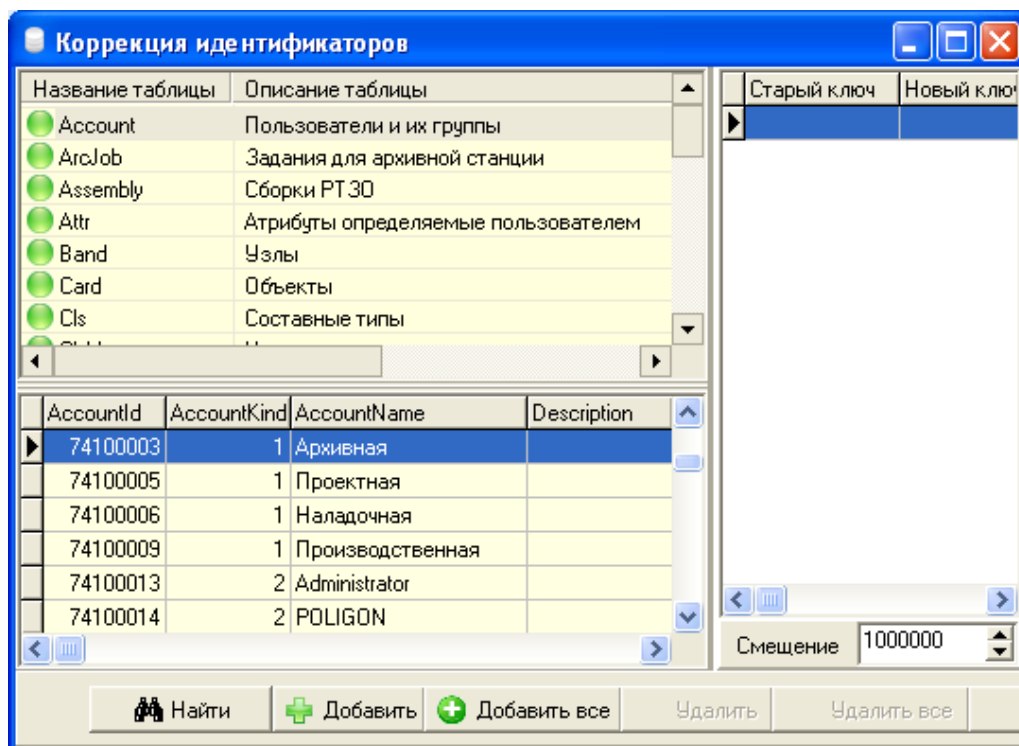 Коррекция идентификаторов
Название таблицы Описание таблицы
Account Пользователи и их группы
ArcJob Задания для архивной станции
Assembly Сборки РТЗО
Attr Атрибуты определяемые пользователем
Band Узлы
Card Объекты
Cls Составные типы
AccountId AccountKind AccountName Description
74100003 1 Архивная
74100005 1 Проектная
74100006 1 Наладочная
74100009 1 Производственная
74100013 2 Administrator
74100014 2 POLIGON
Старый ключ Новый ключ
Смещение 1000000
Найти Добавить Добавить все Удалить Удалить все